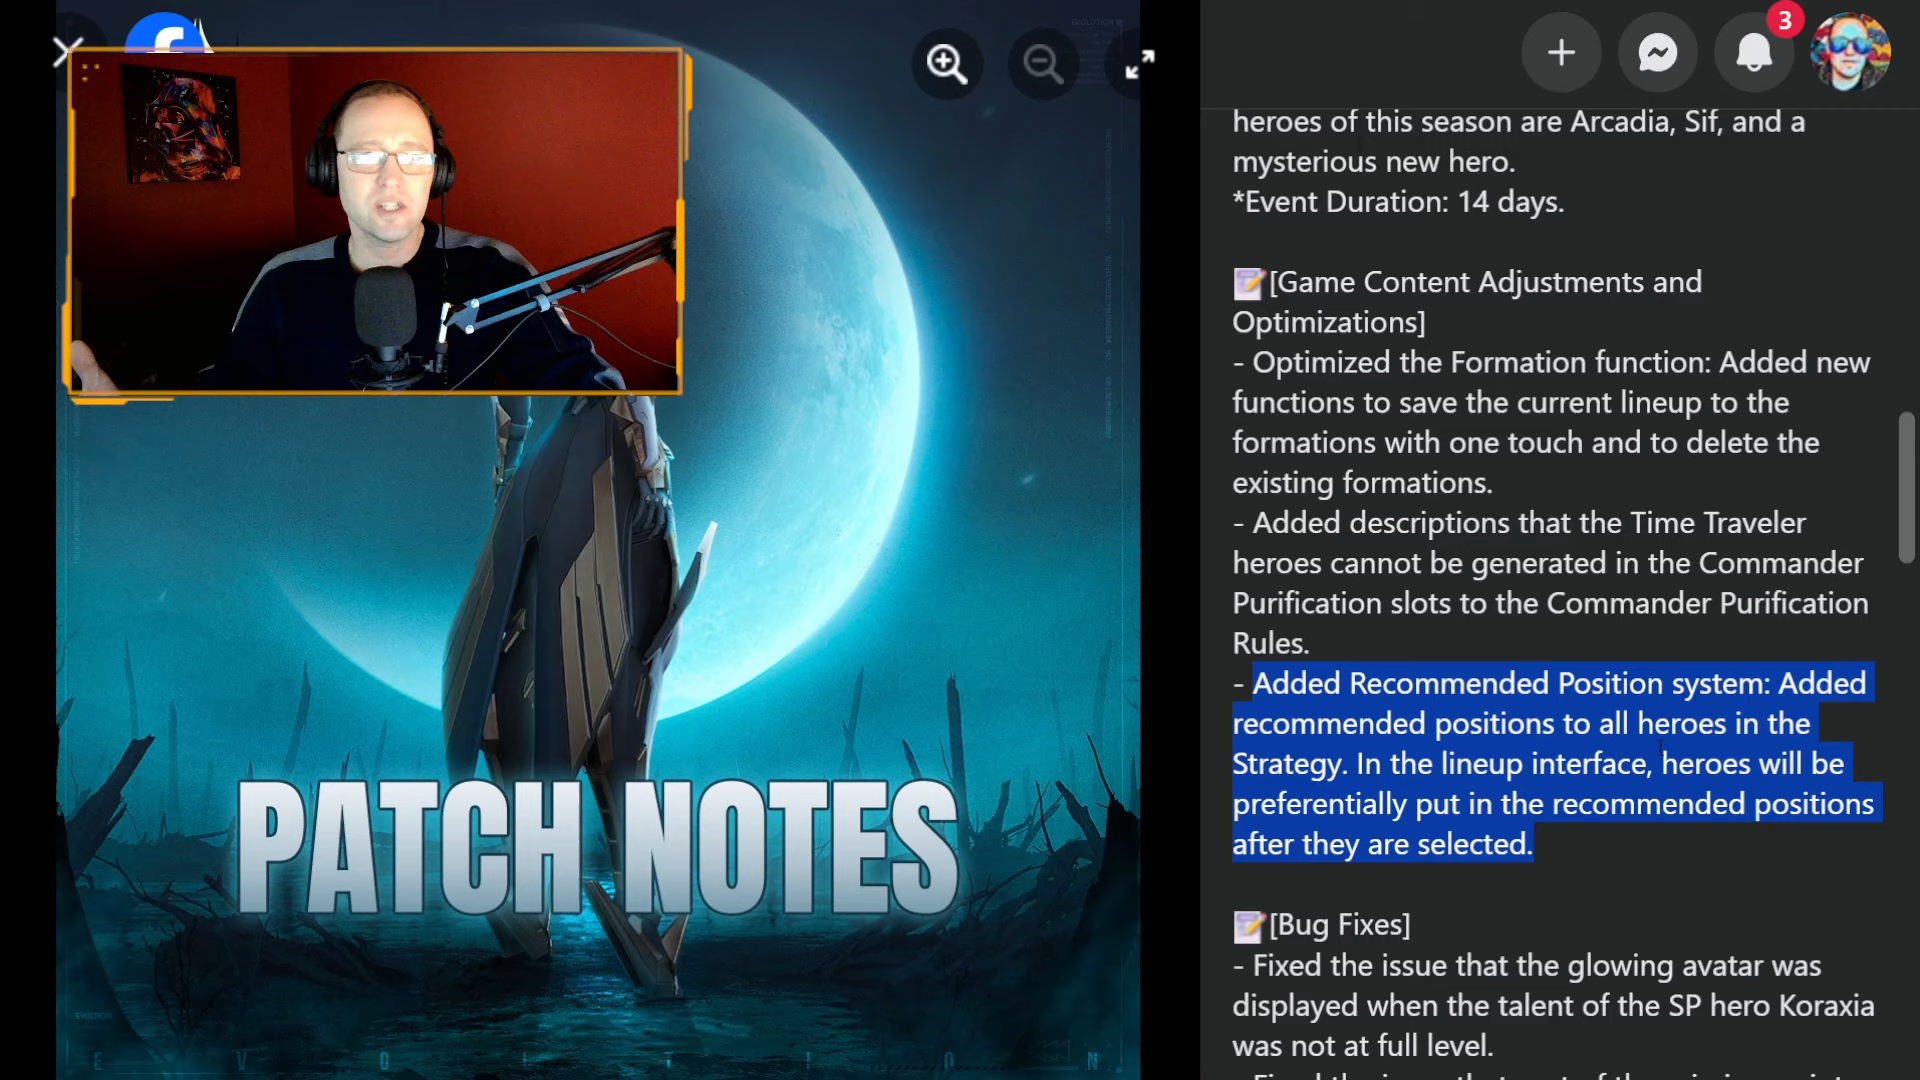 EVOLUTION
3
heroes of this season are Arcadia, Sif, and a
mysterious new hero.
*Event Duration: 14 days.
[Game Content Adjustments and
Optimizations]
- Optimized the Formation function: Added new
functions to save the current lineup to the
formations with one touch and to delete the
existing formations.
- Added descriptions that the Time Traveler
heroes cannot be generated in the Commander
Purification slots to the Commander Purification
Rules.
- Added Recommended Position system: Added
recommended positions to all heroes in the
Strategy. In the lineup interface, heroes will be
preferentially put in the recommended positions
after they are selected.
[Bug Fixes]
- Fixed the issue that the glowing avatar was
displayed when the talent of the SP hero Koraxia
was not at full level.
PATCH NOTES
EVOLUTION